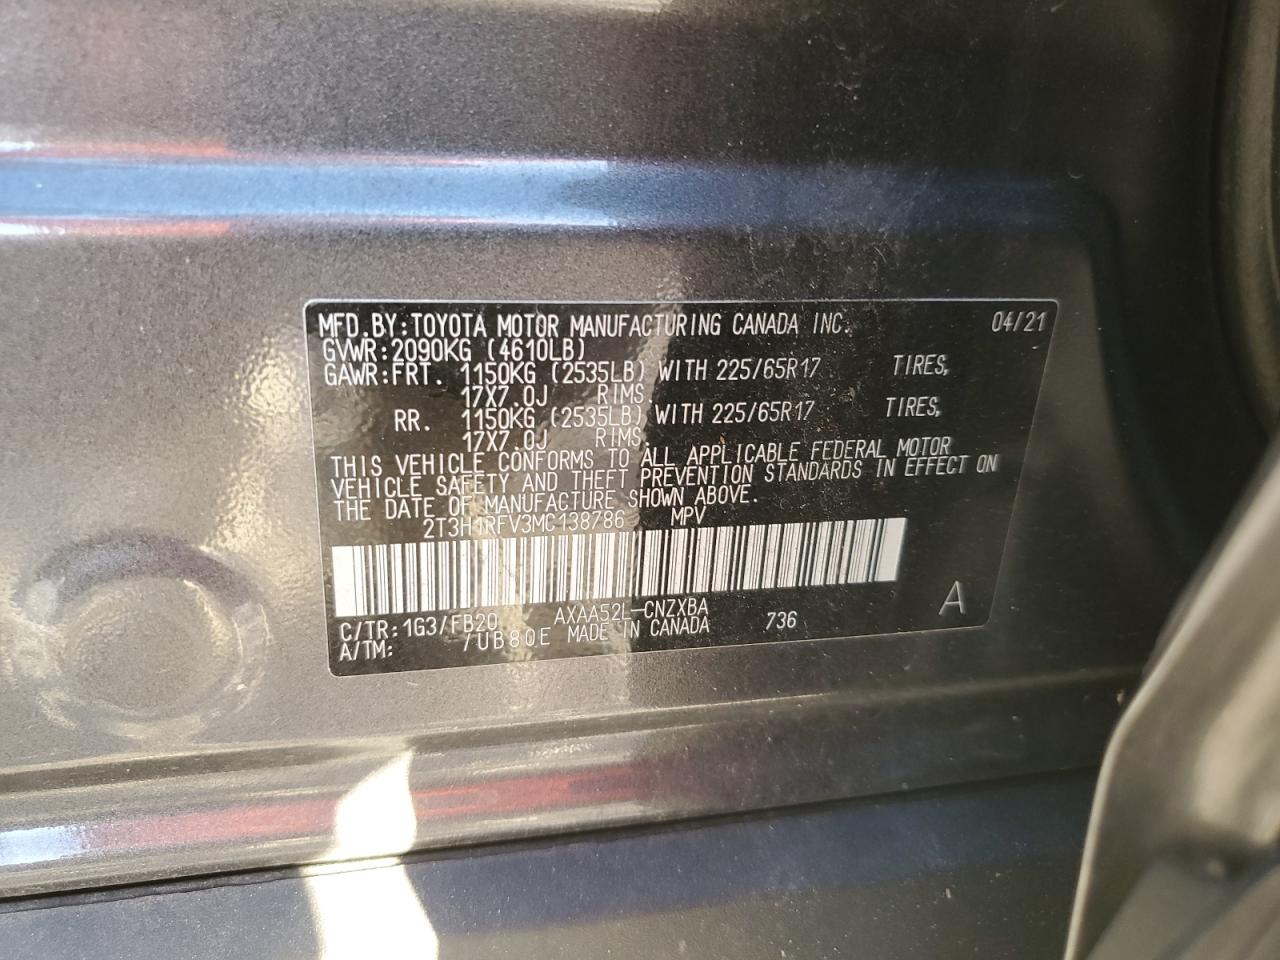 MFD.BY:TOYOTA MOTOR MANUFACTURING CANADA INC. 04/21
GVWR:2090KG (4610LB)
GAWR:FRT. 1150KG (2535LB) WITH 225/65R17 TIRES,
17X7.0J RIMS.
RR. 1150KG (2535LB) WITH 225/65R17 TIRES,
17X7.0J RIMS.
THIS VEHICLE CONFORMS TO ALL APPLICABLE FEDERAL MOTOR
VEHICLE SAFETY AND THEFT PREVENTION STANDARDS IN EFFECT ON
THE DATE OF MANUFACTURE SHOWN ABOVE.
2T3H1RFV3MC138786 MPV
C/TR:1G3/FB20 AXAA52L-CNZXBA 736 A
A/TM: /UB80E MADE IN CANADA